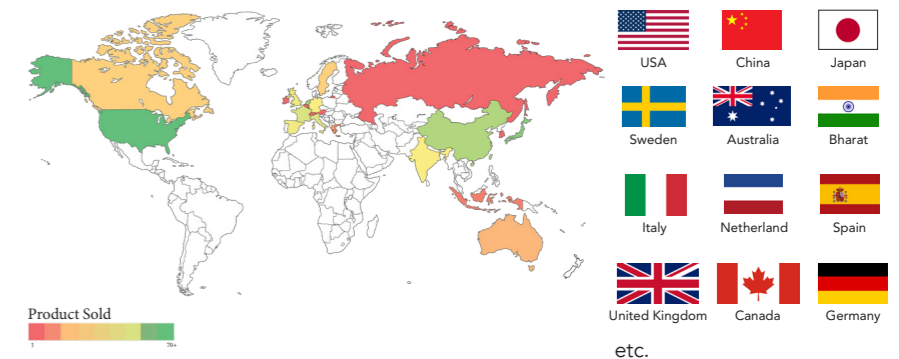 USA China Japan
Sweden Australia Bharat
Italy Netherland Spain
Product Sold
United Kingdom Canada Germany
1 70+
etc.